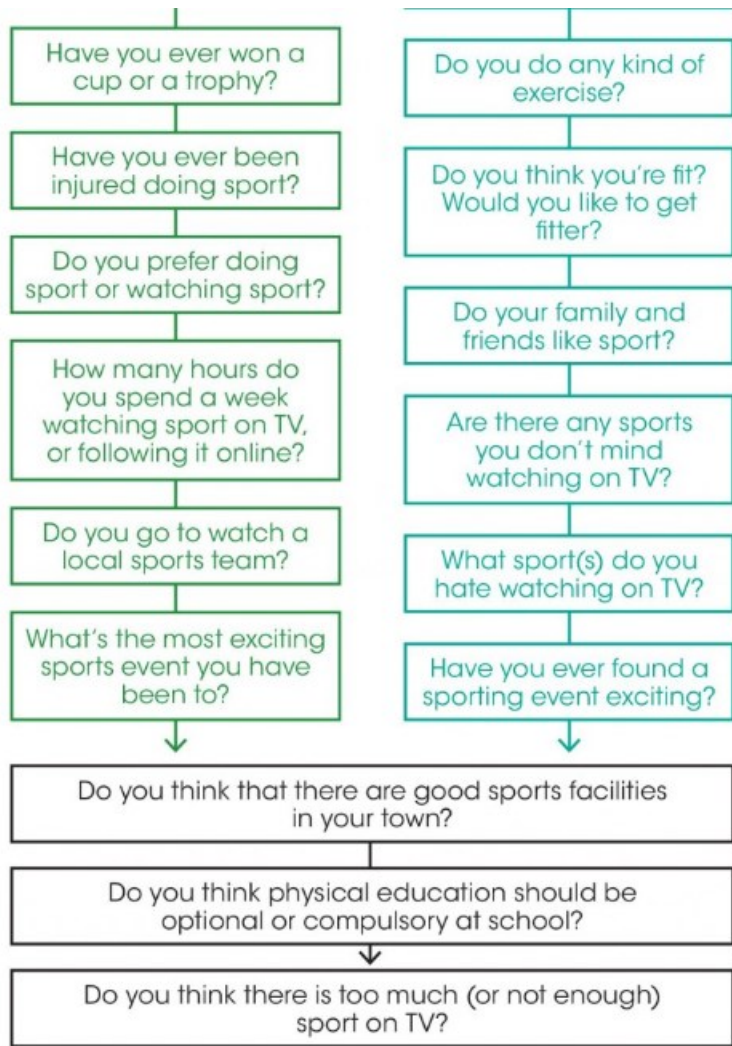 Have you ever won a
cup or a trophy?
Have you ever been
injured doing sport?
Do you prefer doing
sport or watching sport?
How many hours do
you spend a week
watching sport on TV,
or following it online?
Do you go to watch a
local sports team?
What's the most exciting
sports event you have
been to?
Do you do any kind of
exercise?
Do you think you're fit?
Would you like to get
fitter?
Do your family and
friends like sport?
Are there any sports
you don't mind
watching on TV?
What sport(s) do you
hate watching on TV?
Have you ever found a
sporting event exciting?
Do you think that there are good sports facilities
in your town?
Do you think physical education should be
optional or compulsory at school?
Do you think there is too much (or not enough)
sport on TV?